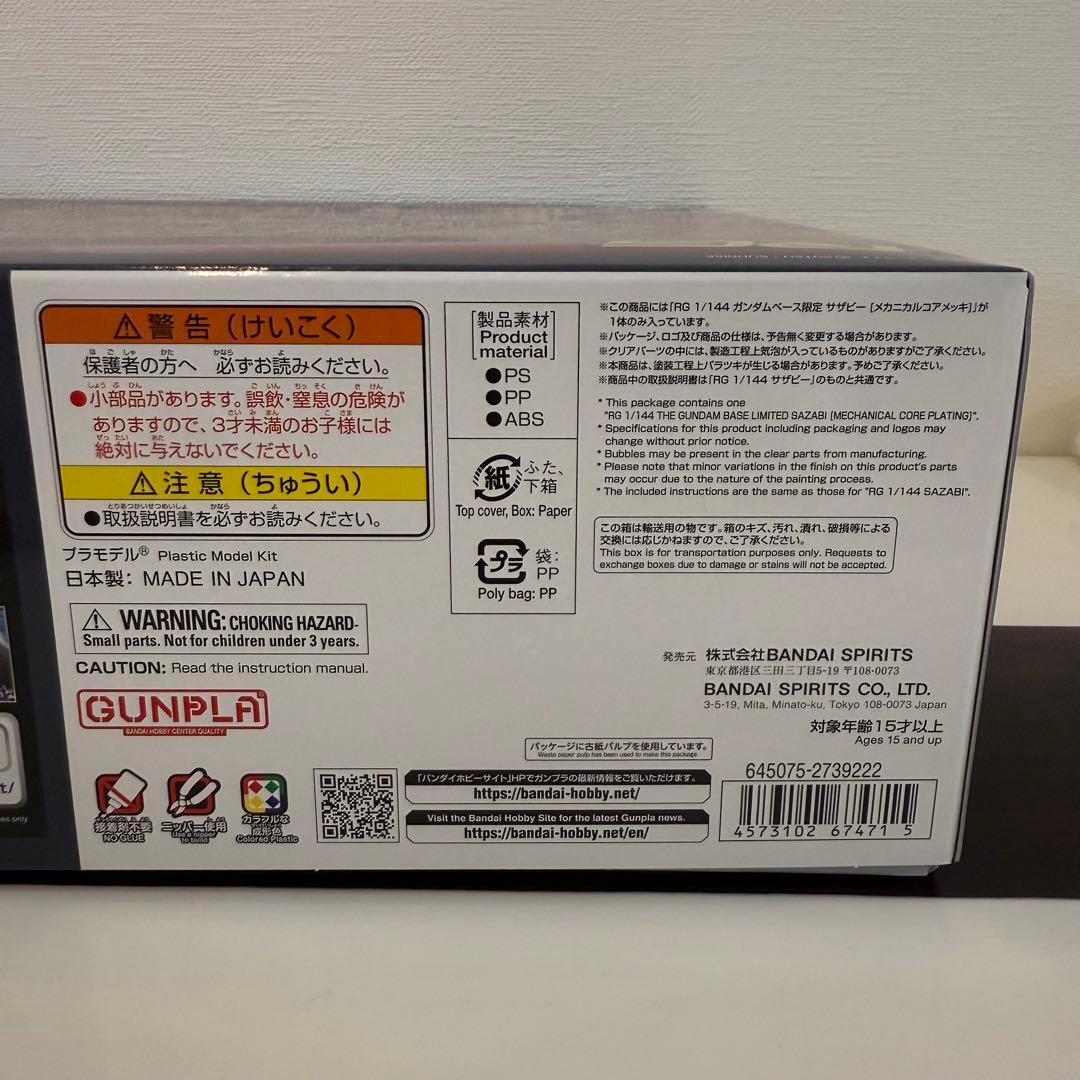 警告（けいこく）
保護者の方へ 必ずお読みください。
●小部品があります。誤飲・窒息の危険が
ありますので、3才未満のお子様には
絶対に与えないでください。
注意（ちゅうい）
●取扱説明書を必ずお読みください。
プラモデル® Plastic Model Kit
日本製： MADE IN JAPAN
WARNING: CHOKING HAZARD-
Small parts. Not for children under 3 years.
CAUTION: Read the instruction manual.
GUNPLA
BANDAI HOBBY CENTER QUALITY
接着剤不要
NO GLUE
ニッパー使用
Use a nipper
to build
カラフルな
成形色
Colored Plastic
[製品素材]
Product
material
●PS
●PP
●ABS
紙
ふた、
下箱
Top cover, Box: Paper
プラ
袋：
PP
Poly bag: PP
※この商品には「RG 1/144 ガンダムベース限定 サザビー [メカニカルコアメッキ]」が
1体のみ入っています。
※パッケージ、ロゴ及び商品の仕様は、予告無く変更する場合があります。
※クリアパーツの中には、製造工程上気泡が入っているものがありますがご了承ください。
※本商品は、塗装工程上バラツキが生じる場合があります。予めご了承ください。
※商品中の取扱説明書は「RG 1/144 サザビー」のものと共通です。
* This package contains one
"RG 1/144 THE GUNDAM BASE LIMITED SAZABI [MECHANICAL CORE PLATING]".
* Specifications for this product including packaging and logos may
change without prior notice.
* Bubbles may be present in the clear parts from manufacturing.
* Please note that minor variations in the finish on this product's parts
may occur due to the nature of the painting process.
* The included instructions are the same as those for "RG 1/144 SAZABI".
この箱は輸送用の物です。箱のキズ、汚れ、潰れ、破損等による
交換には応じかねますので、ご了承ください。
This box is for transportation purposes only. Requests to
exchange boxes due to damage or stains will not be accepted.
発売元 株式会社BANDAI SPIRITS
東京都港区三田三丁目5-19 〒108-0073
BANDAI SPIRITS CO., LTD.
3-5-19, Mita, Minato-ku, Tokyo 108-0073 Japan
対象年齢15才以上
Ages 15 and up
パッケージに古紙パルプを使用しています。
Waste paper pulp has been used to make this package.
「バンダイホビーサイト」HPでガンプラの最新情報をご覧いただけます。
https://bandai-hobby.net/
Visit the Bandai Hobby Site for the latest Gunpla news.
https://bandai-hobby.net/en/
645075-2739222
4573102 67471 5